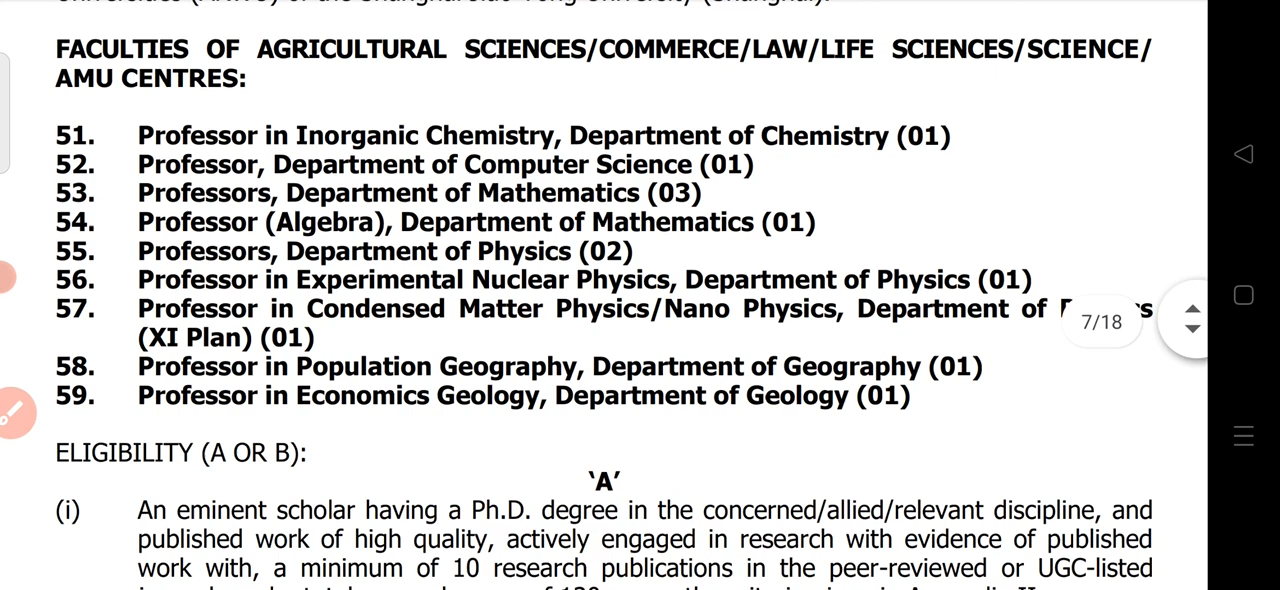 FACULTIES OF AGRICULTURAL SCIENCES/COMMERCE/LAW/LIFE SCIENCES/SCIENCE/
AMU CENTRES:
51. Professor in Inorganic Chemistry, Department of Chemistry (01)
52. Professor, Department of Computer Science (01)
53. Professors, Department of Mathematics (03)
54. Professor (Algebra), Department of Mathematics (01)
55. Professors, Department of Physics (02)
56. Professor in Experimental Nuclear Physics, Department of Physics (01)
57. Professor in Condensed Matter Physics/Nano Physics, Department of
7/18
(XI Plan) (01)
58. Professor in Population Geography, Department of Geography (01)
59. Professor in Economics Geology, Department of Geology (01)
ELIGIBILITY (A OR B):
‘A’
(i) An eminent scholar having a Ph.D. degree in the concerned/allied/relevant discipline, and
published work of high quality, actively engaged in research with evidence of published
work with, a minimum of 10 research publications in the peer-reviewed or UGC-listed